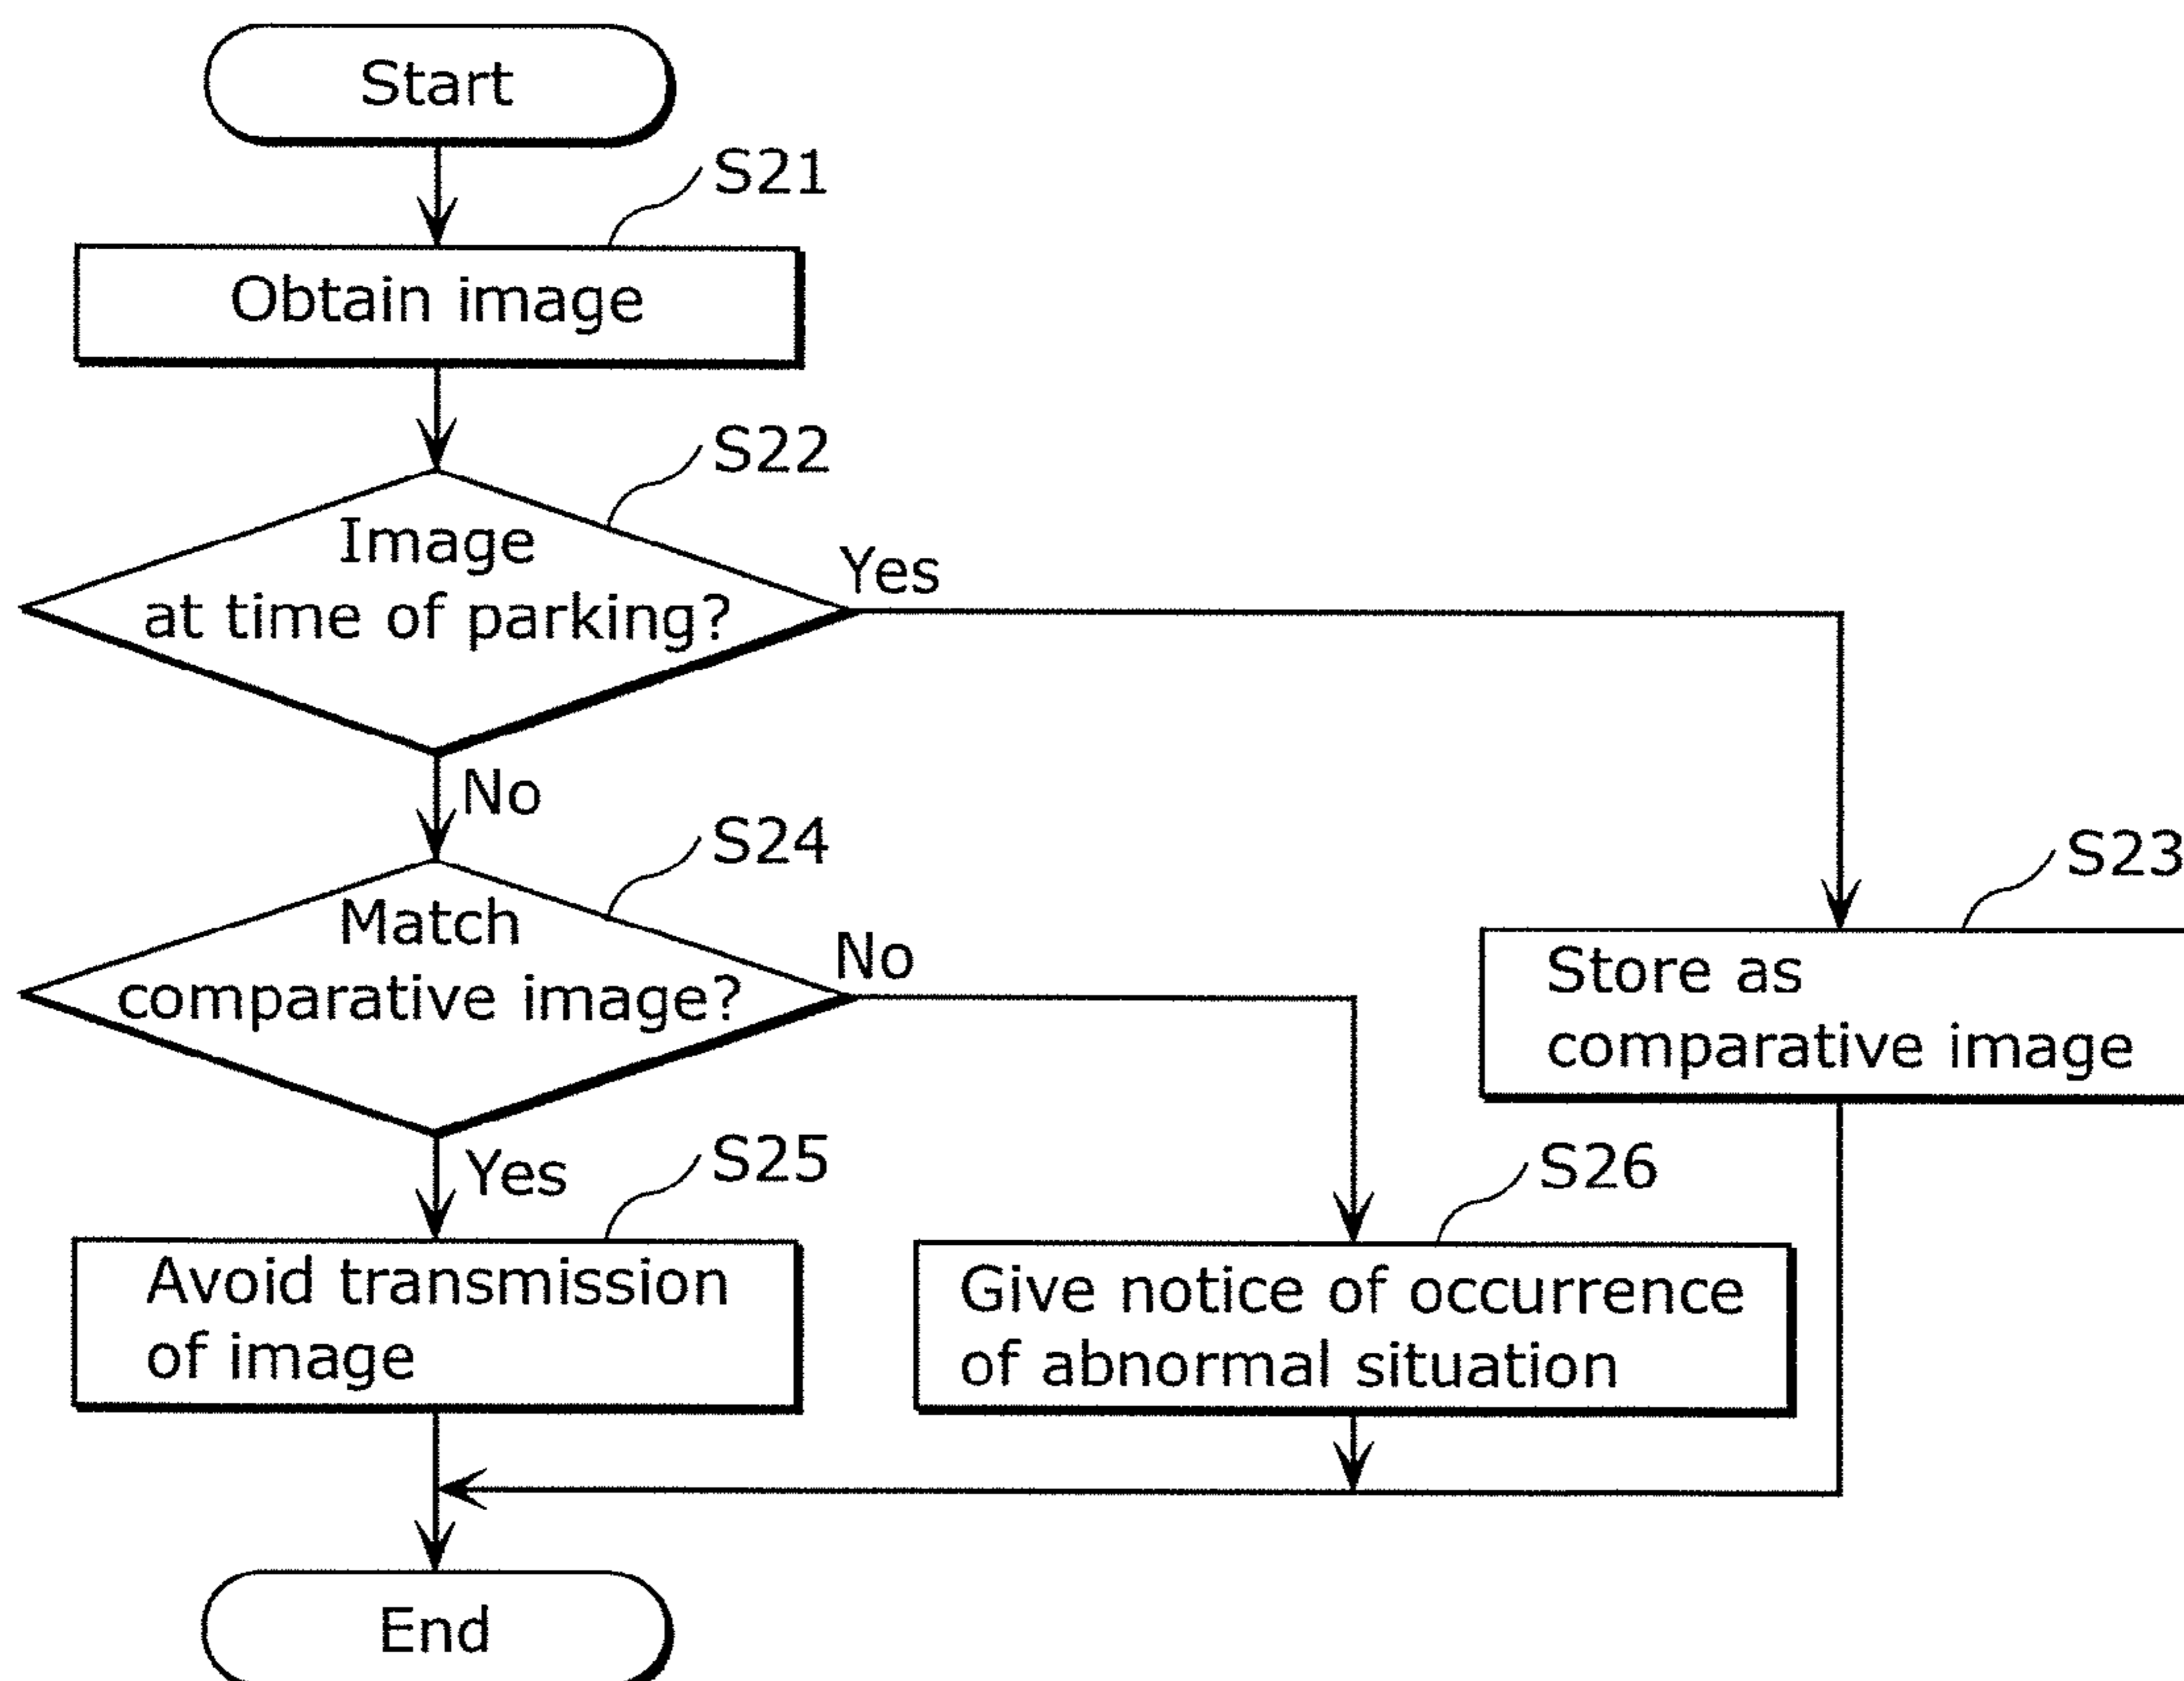 Start
S21
Obtain image
S22
Image
at time of parking?
Yes
No
S24
Match
comparative image?
No
S23
Store as
comparative image
Yes
S25
Avoid transmission
of image
S26
Give notice of occurrence
of abnormal situation
End